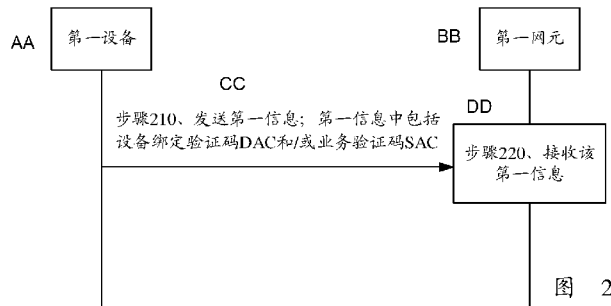 AA
第一设备
BB
第一网元
CC
步骤210、发送第一信息；第一信息中包括
设备绑定验证码DAC和/或业务验证码SAC
DD
步骤220、接收该
第一信息
图 2